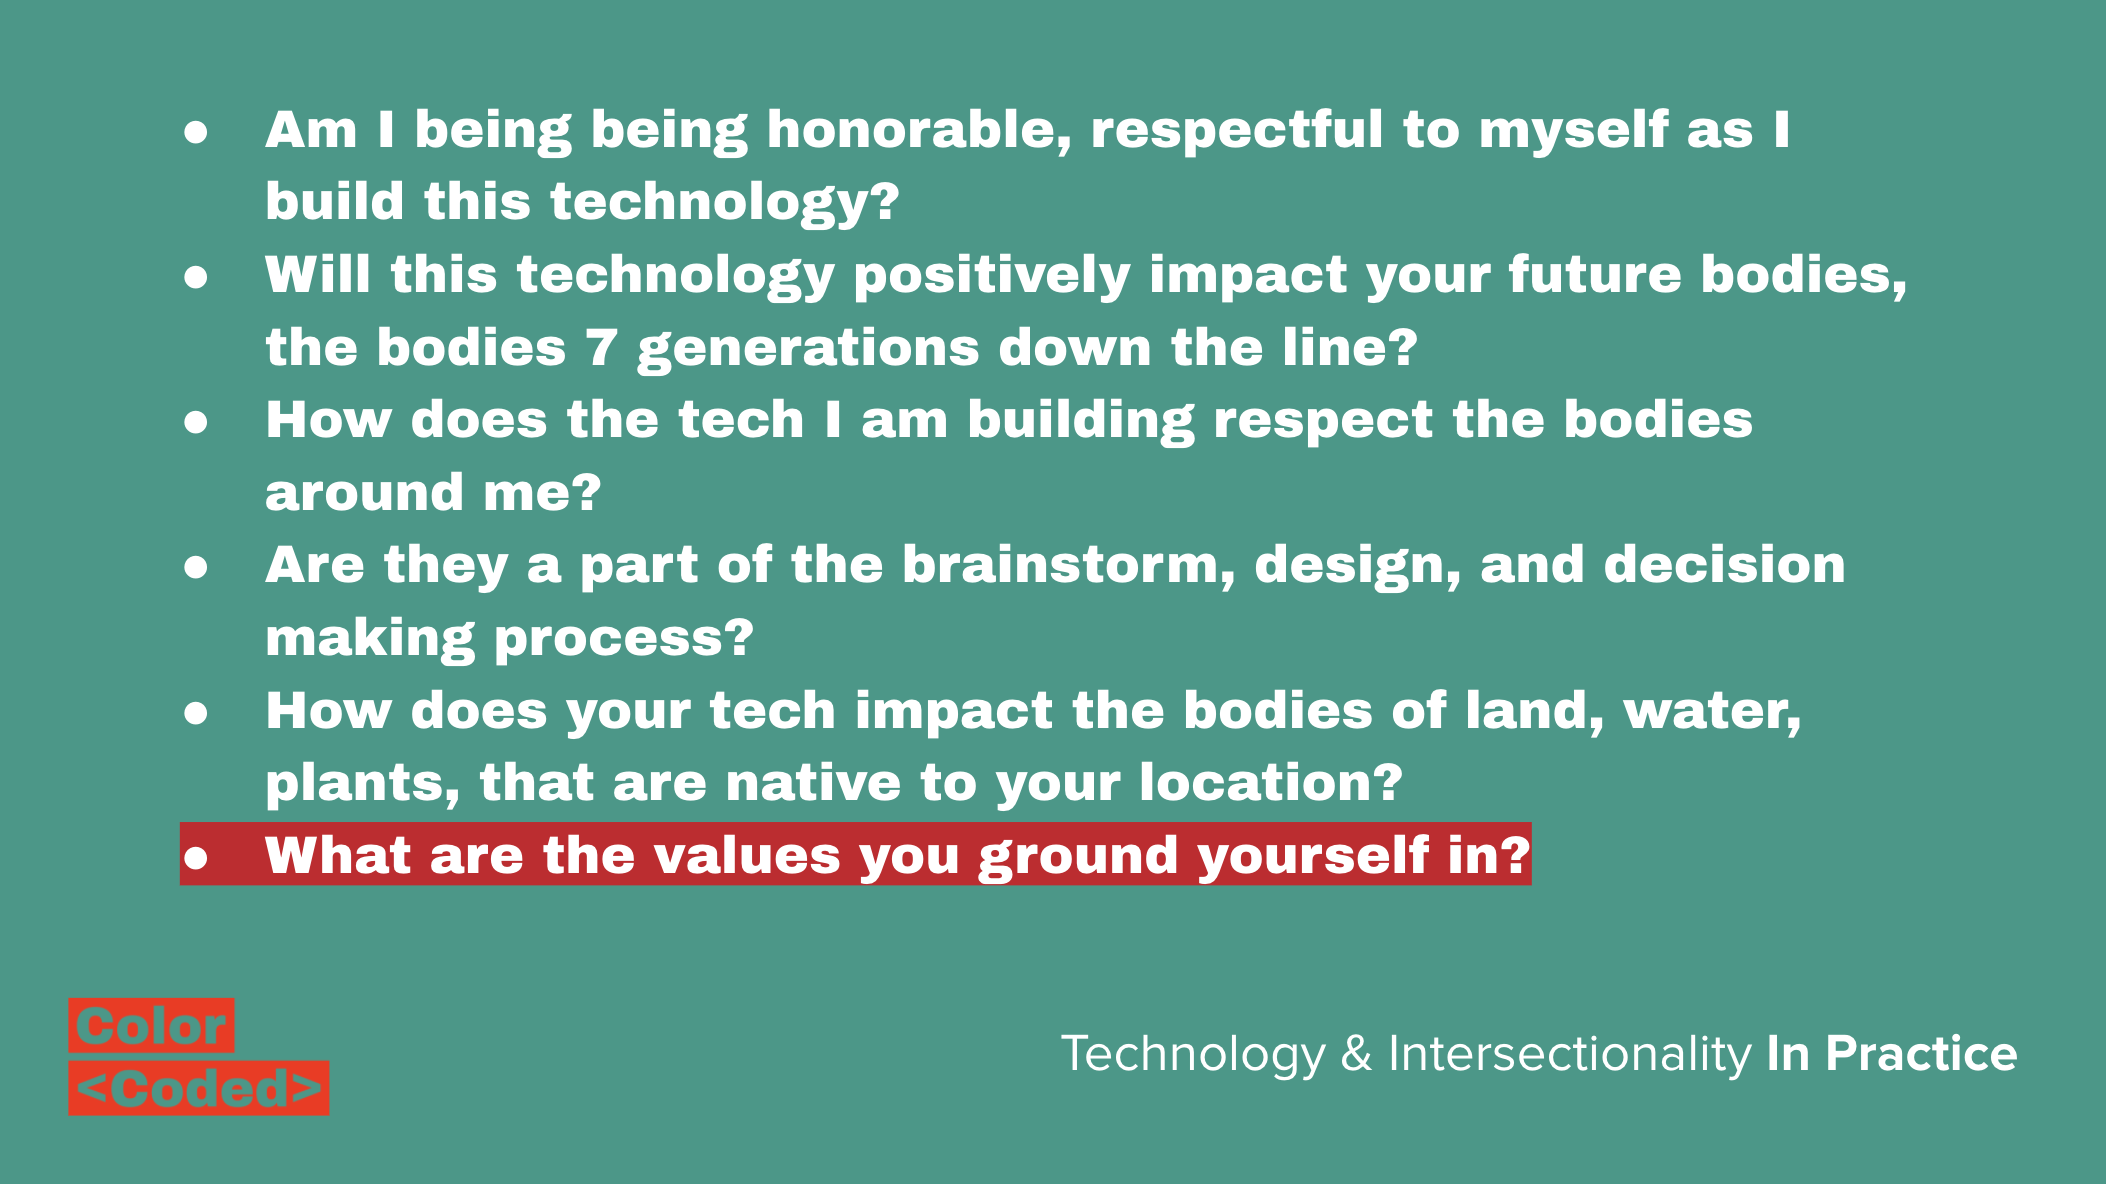 ● Am I being being honorable, respectful to myself as I
build this technology?
● Will this technology positively impact your future bodies,
the bodies 7 generations down the line?
● How does the tech I am building respect the bodies
around me?
● Are they a part of the brainstorm, design, and decision
making process?
● How does your tech impact the bodies of land, water,
plants, that are native to your location?
● What are the values you ground yourself in?
Color
<Coded>
Technology & Intersectionality In Practice